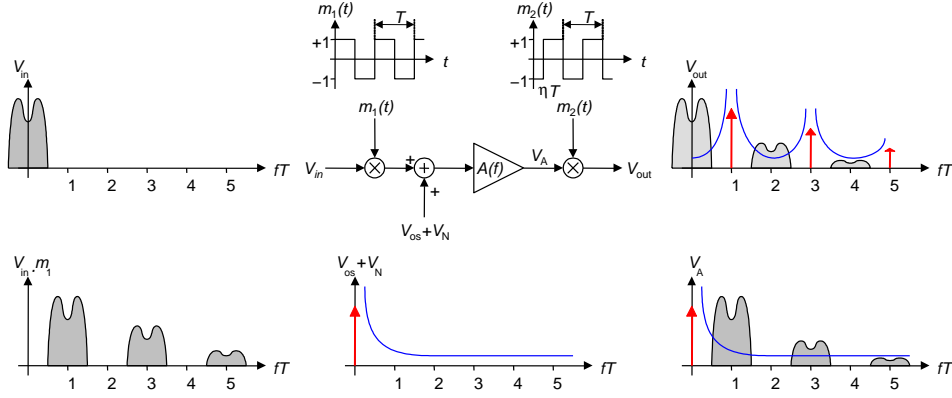 m1(t)
T
+1
−1
t
m2(t)
T
+1
−1
ηT
t
Vin
1 2 3 4 5 fT
m1(t)
m2(t)
Vin
+
+
A(f)
VA
Vout
Vos+VN
Vout
1 2 3 4 5 fT
Vin.m1
1 2 3 4 5 fT
Vos+VN
1 2 3 4 5 fT
VA
1 2 3 4 5 fT